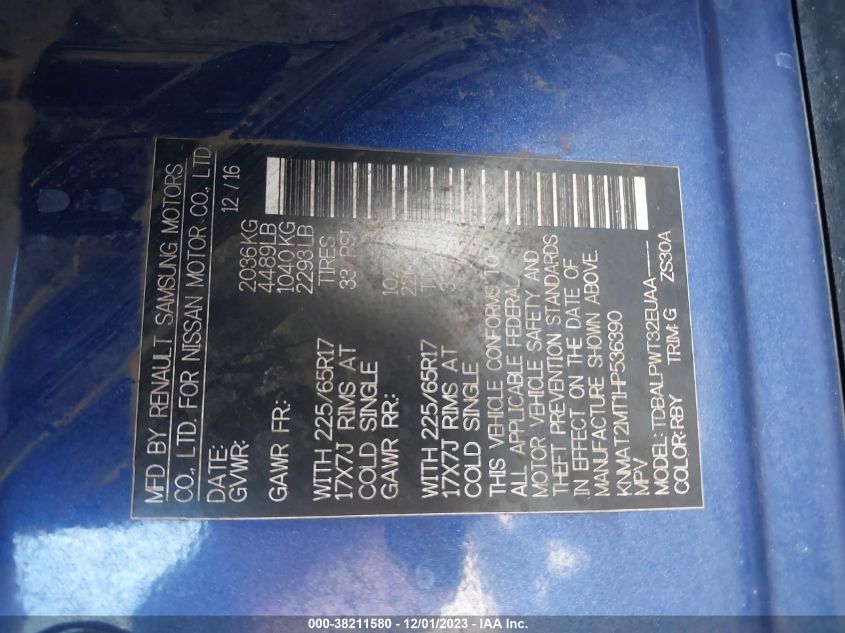 MFD BY RENAULT SAMSUNG MOTORS
CO., LTD. FOR NISSAN MOTOR CO., LTD.
DATE: 12 / 16
GVWR: 2036KG
4489LB
GAWR FR: 1040 KG
2293LB
WITH 225/65R17 TIRES
17X7J RIMS AT 33 PSI
COLD SINGLE
GAWR RR:
WITH 225/65R17
17X7J RIMS AT
COLD SINGLE
THIS VEHICLE CONFORMS TO
ALL APPLICABLE FEDERAL
MOTOR VEHICLE SAFETY AND
THEFT PREVENTION STANDARDS
IN EFFECT ON THE DATE OF
MANUFACTURE SHOWN ABOVE.
KNMAT2MT1HP536390
MPV
MODEL: TDBALPWT32EUAA-----
COLOR:RBY TRIM:G ZS30A
000-38211580 - 12/01/2023 - IAA Inc.